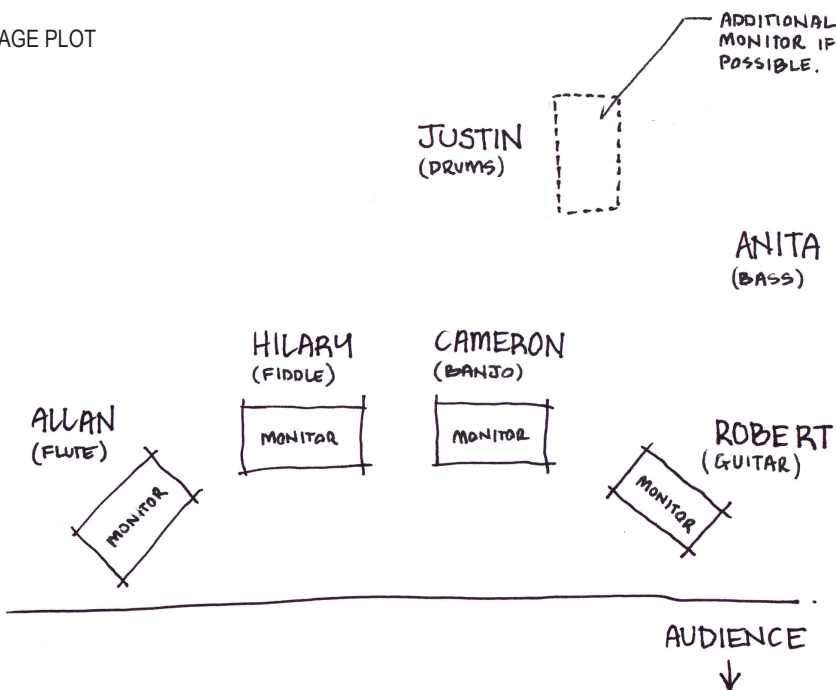 AGE PLOT
ADDITIONAL
MONITOR IF
POSSIBLE.
JUSTIN
(DRUMS)
ANITA
(BASS)
HILARY
(FIDDLE)
CAMERON
(BANJO)
ALLAN
(FLUTE)
MONITOR
MONITOR
ROBERT
(GUITAR)
MONITOR
MONITOR
AUDIENCE